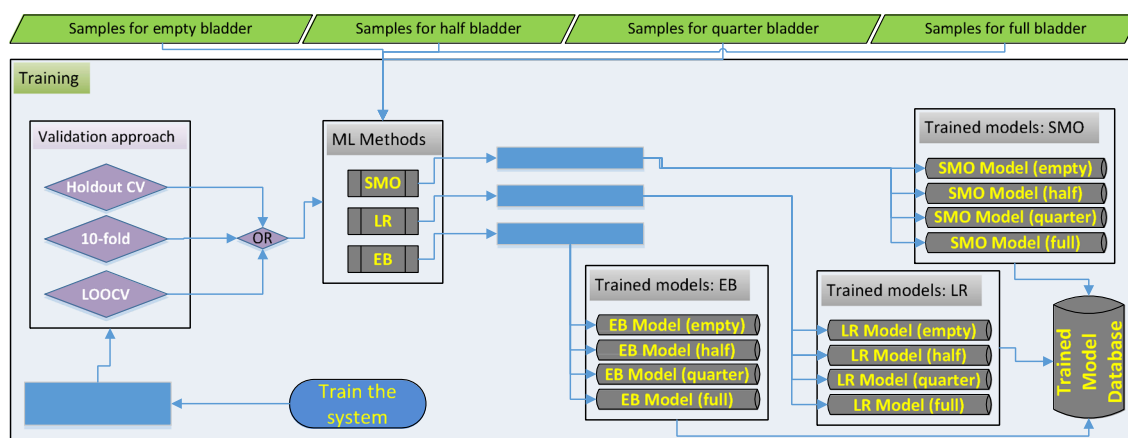 Samples for empty bladder
Samples for half bladder
Samples for quarter bladder
Samples for full bladder
Training
Validation approach
Holdout CV
10-fold
LOOCV
OR
ML Methods
SMO
LR
EB
Trained models: SMO
SMO Model (empty)
SMO Model (half)
SMO Model (quarter)
SMO Model (full)
Trained models: EB
EB Model (empty)
EB Model (half)
EB Model (quarter)
EB Model (full)
Trained models: LR
LR Model (empty)
LR Model (half)
LR Model (quarter)
LR Model (full)
Trained
Model
Database
Train the
system